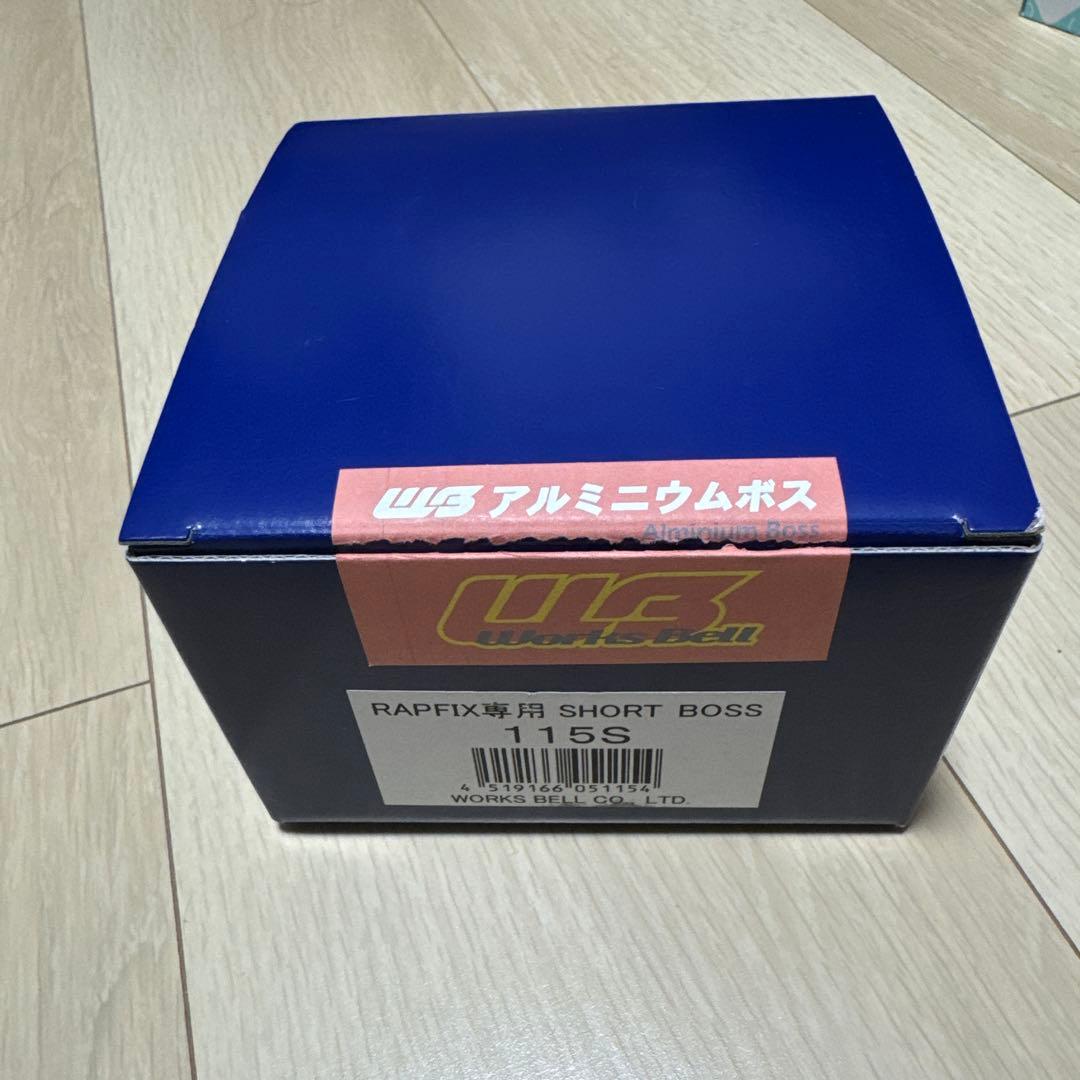 WB アルミニウムボス
Alminium Boss
WB
Works Bell
RAPFIX専用 SHORT BOSS
115S
4 519166 051154
WORKS BELL CO., LTD.